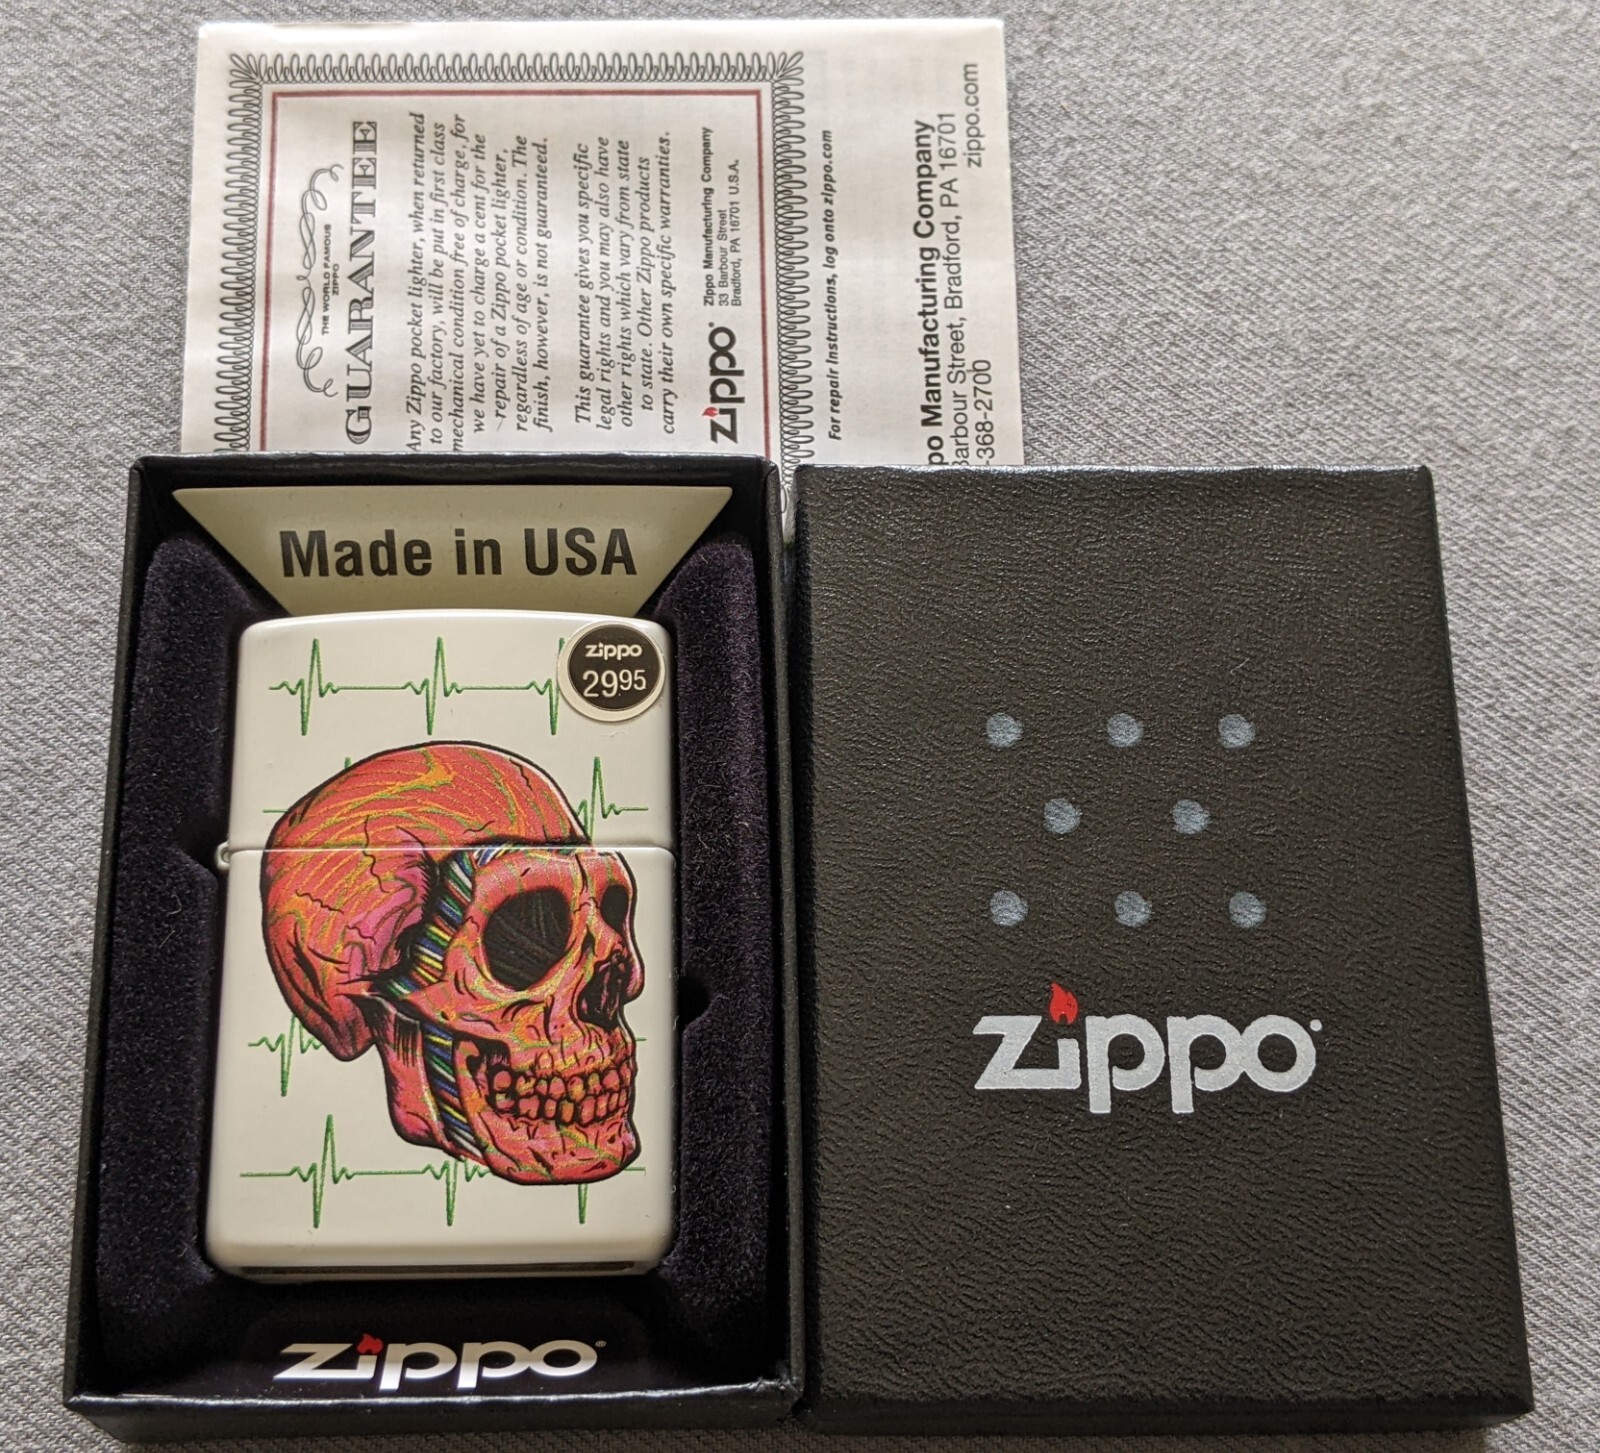 THE WORLD FAMOUS
ZIPPO
GUARANTEE
Any Zippo pocket lighter, when returned
to our factory, will be put in first class
mechanical condition free of charge, for
we have yet to charge a cent for the
repair of a Zippo pocket lighter,
regardless of age or condition. The
finish, however, is not guaranteed.
This guarantee gives you specific
legal rights and you may also have
other rights which vary from state
to state. Other Zippo products
carry their own specific warranties.
zippo
Zippo Manufacturing Company
33 Barbour Street
Bradford, PA 16701 U.S.A.
For repair instructions, log onto zippo.com
Manufacturing Company
Street, Bradford, PA 16701
-368-2700
zippo.com
Made in USA
zippo
2995
zippo®
zippo